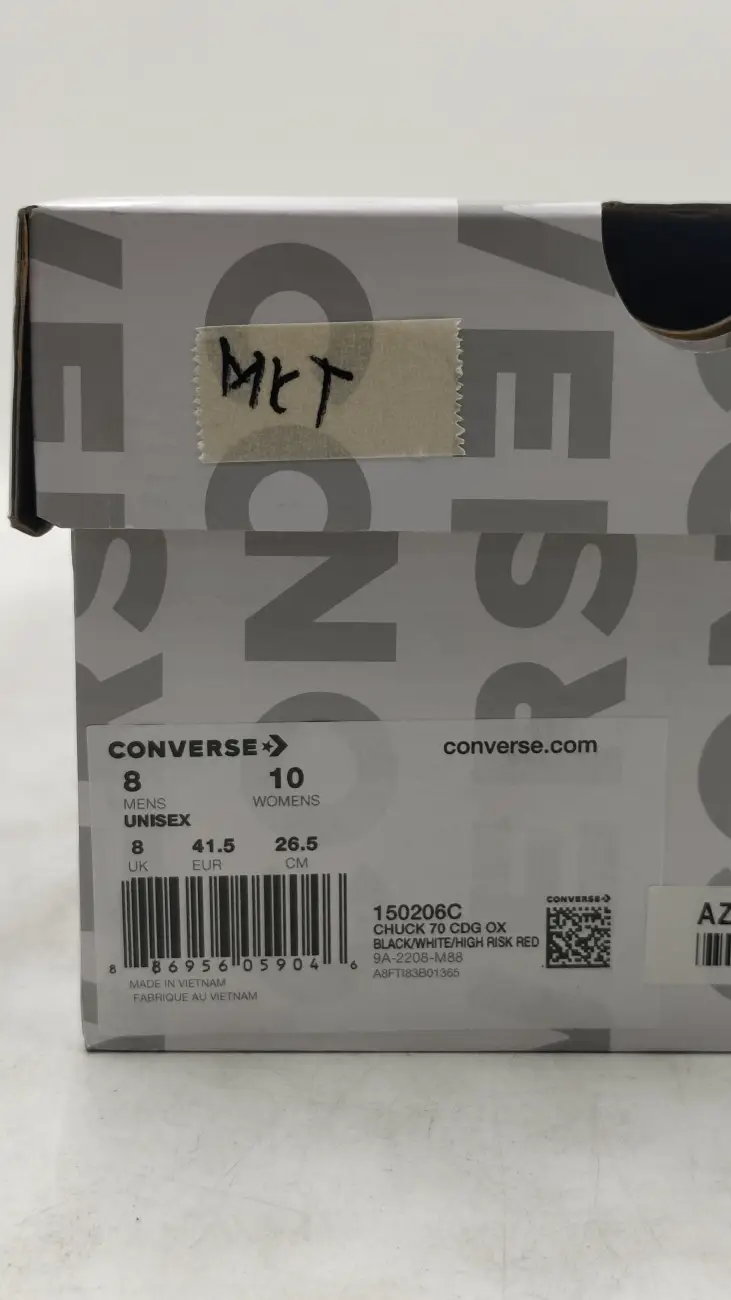 MKT
CONVERSE
converse.com
8
10
MENS
WOMENS
UNISEX
8
41.5
26.5
UK
EUR
CM
8 86956 05904 6
MADE IN VIETNAM
FABRIQUE AU VIETNAM
150206C
CHUCK 70 CDG OX
BLACK/WHITE/HIGH RISK RED
9A-2208-M88
A8FTI83B01365
CONVERSE
AZ